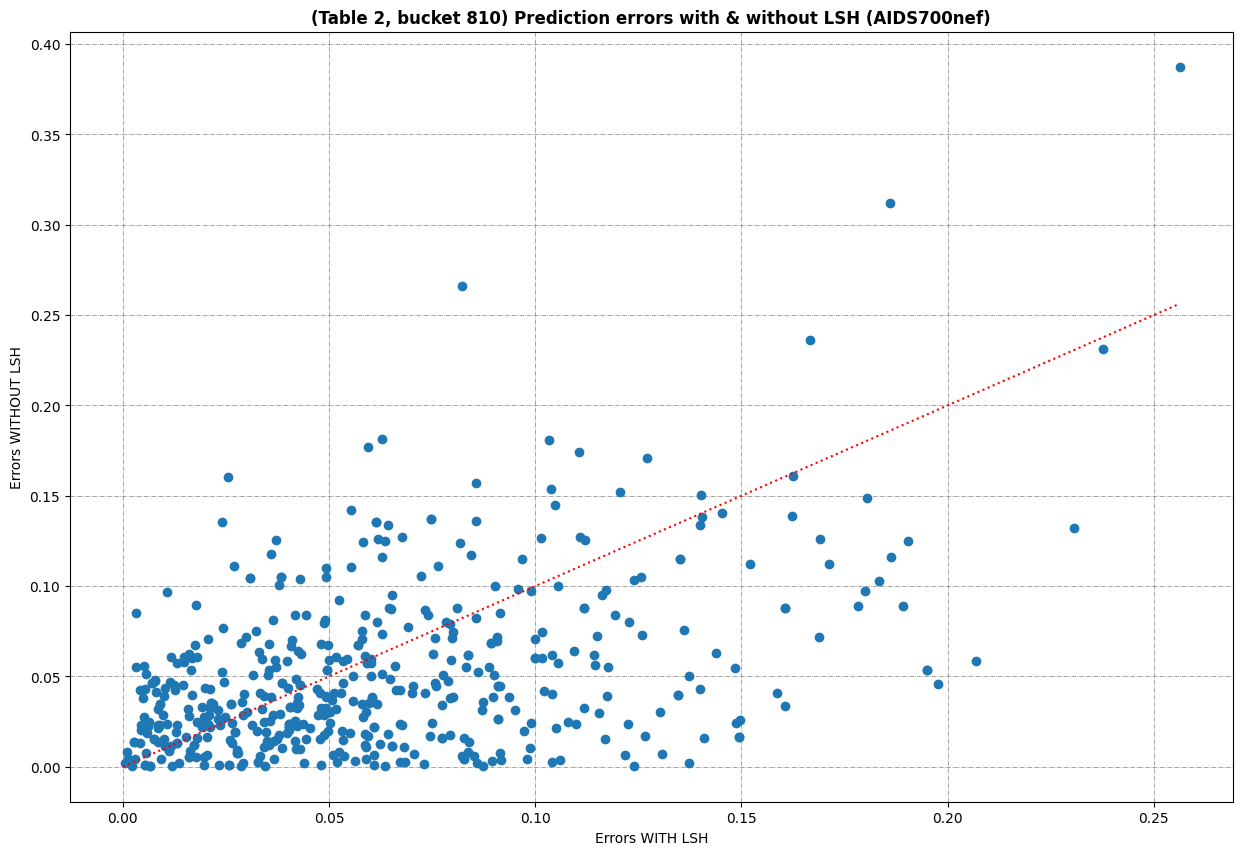 (Table 2, bucket 810) Prediction errors with & without LSH (AIDS700nef)
0.40
0.35
0.30
0.25
0.20
0.15
0.10
0.05
0.00
Errors WITHOUT LSH
0.00 0.05 0.10 0.15 0.20 0.25
Errors WITH LSH